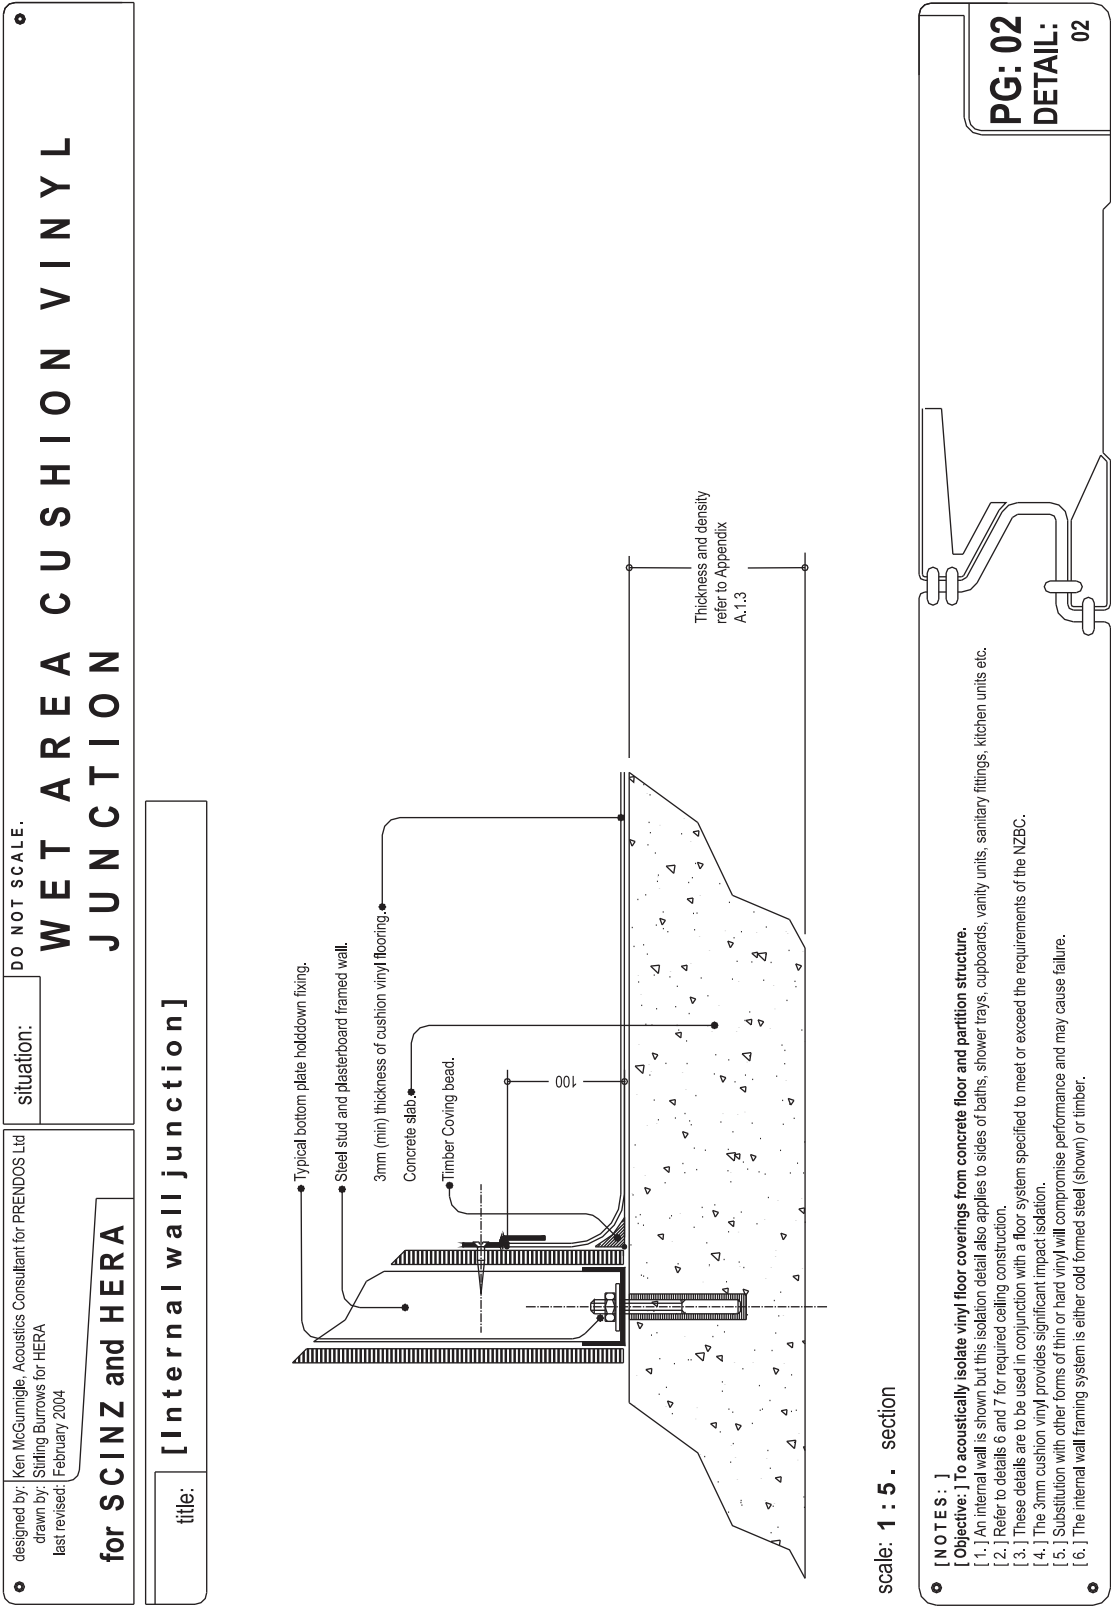 designed by: Ken McGunnigle, Acoustics Consultant for PRENDOS Ltd
drawn by: Stirling Burrows for HERA
last revised: February 2004
for SCINZ and HERA
situation:
DO NOT SCALE.
WET AREA CUSHION VINYL
JUNCTION
title:
[Internal wall junction]
Typical bottom plate holddown fixing.
Steel stud and plasterboard framed wall.
3mm (min) thickness of cushion vinyl flooring.
Concrete slab.
Timber Coving bead.
100
Thickness and density
refer to Appendix
A.1.3
scale: 1:5. section
[NOTES: ]
[ Objective: ] To acoustically isolate vinyl floor coverings from concrete floor and partition structure.
[ 1. ] An internal wall is shown but this isolation detail also applies to sides of baths, shower trays, cupboards, vanity units, sanitary fittings, kitchen units etc.
[ 2. ] Refer to details 6 and 7 for required ceiling construction.
[ 3. ] These details are to be used in conjunction with a floor system specified to meet or exceed the requirements of the NZBC.
[ 4. ] The 3mm cushion vinyl provides significant impact isolation.
[ 5. ] Substitution with other forms of thin or hard vinyl will compromise performance and may cause failure.
[ 6. ] The internal wall framing system is either cold formed steel (shown) or timber.
PG: 02
DETAIL:
02